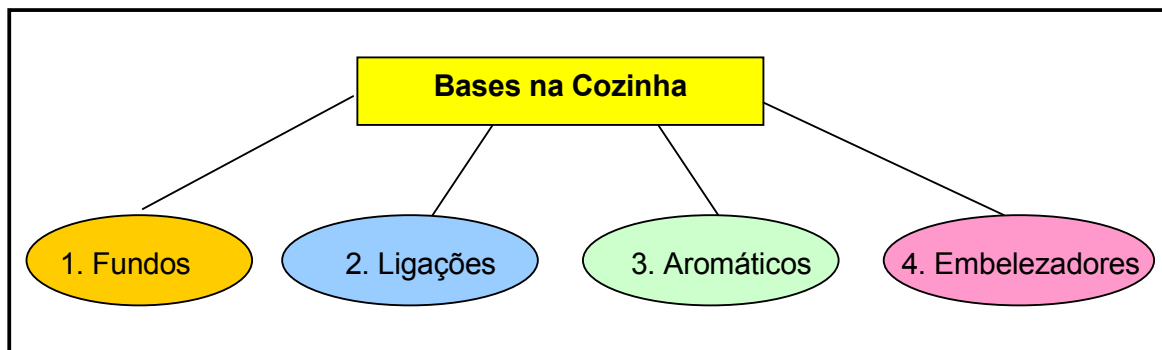 Bases na Cozinha
1. Fundos
2. Ligações
3. Aromáticos
4. Embelezadores